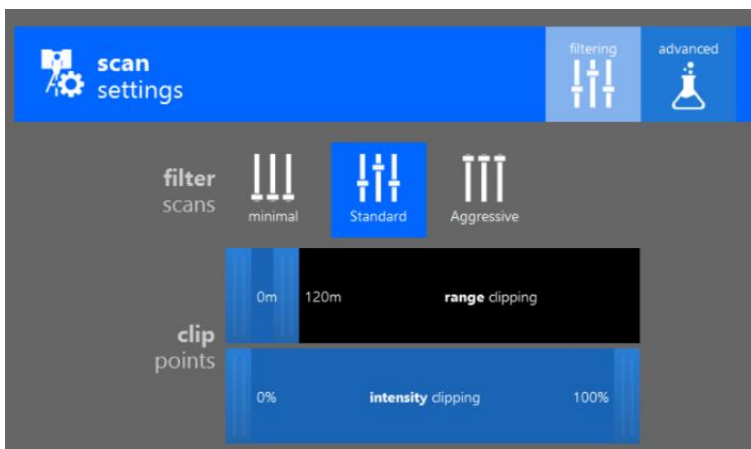 scan
settings
filtering
advanced
filter
scans
minimal
Standard
Aggressive
clip
points
0m
120m
range clipping
0%
intensity clipping
100%